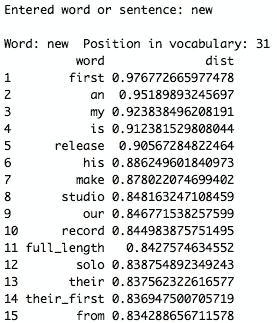 Entered word or sentence: new
Word: new  Position in vocabulary: 31
word dist
1 first 0.976772665977478
2 an 0.95189893245697
3 my 0.923838496208191
4 is 0.912381529808044
5 release 0.90567284822464
6 his 0.886249601840973
7 make 0.878022074699402
8 studio 0.848163247108459
9 our 0.846771538257599
10 record 0.844983875751495
11 full_length 0.8427574634552
12 solo 0.838754892349243
13 their 0.837562322616577
14 their_first 0.836947500705719
15 from 0.834288656711578